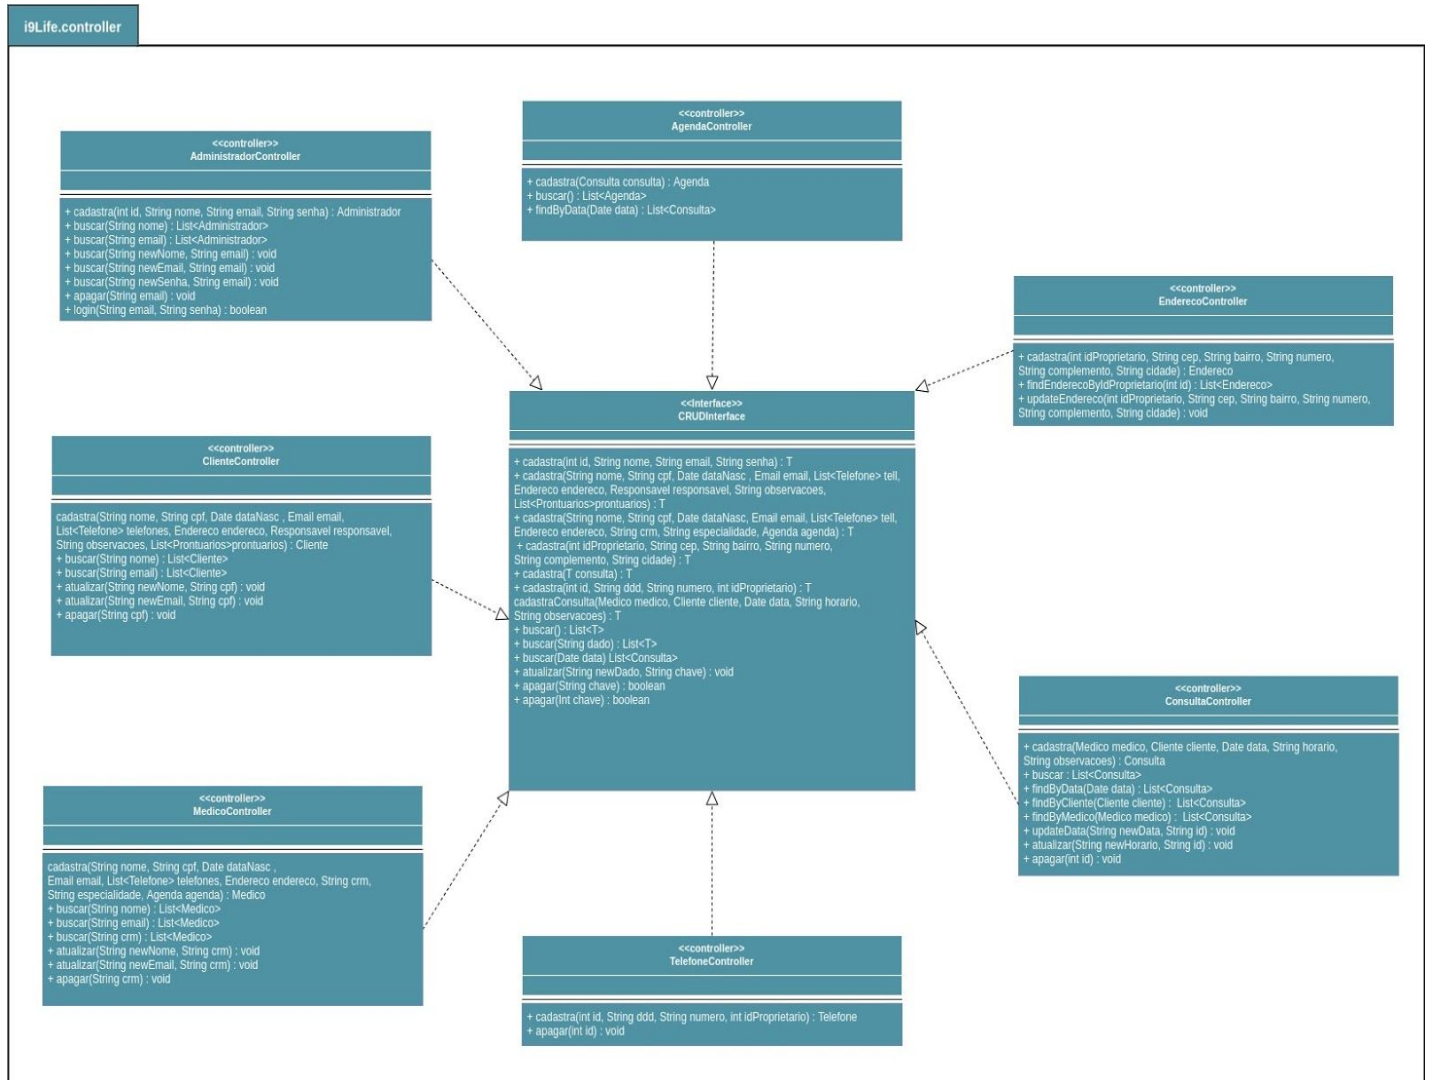 i9Life.controller
<<controller>>
AgendaController
+ cadastra(Consulta consulta) : Agenda
+ buscar() : List<Agenda>
+ findByData(Date data) : List<Consulta>
<<controller>>
AdministradorController
+ cadastra(int id, String nome, String email, String senha) : Administrador
+ buscar(String nome) : List<Administrador>
+ buscar(String email) : List<Administrador>
+ buscar(String newNome, String email) : void
+ buscar(String newEmail, String email) : void
+ buscar(String newSenha, String email) : void
+ apagar(String email) : void
+ login(String email, String senha) : boolean
<<controller>>
EnderecoController
+ cadastra(int idProprietario, String cep, String bairro, String numero,
String complemento, String cidade) : Endereco
+ findEnderecoByIdProprietario(int id) : List<Endereco>
+ updateEndereco(int idProprietario, String cep, String bairro, String numero,
String complemento, String cidade) : void
<<Interface>>
CRUDInterface
+ cadastra(int id, String nome, String email, String senha) : T
+ cadastra(String nome, String cpf, Date dataNasc , Email email, List<Telefone> tell,
Endereco endereco, Responsavel responsavel, String observacoes,
List<Prontuarios>prontuarios) : T
+ cadastra(String nome, String cpf, Date dataNasc, Email email, List<Telefone> tell,
Endereco endereco, String crm, String especialidade, Agenda agenda) : T
+ cadastra(int idProprietario, String cep, String bairro, String numero,
String complemento, String cidade) : T
+ cadastra(T consulta) : T
+ cadastra(int id, String ddd, String numero, int idProprietario) : T
cadastraConsulta(Medico medico, Cliente cliente, Date data, String horario,
String observacoes) : T
+ buscar() : List<T>
+ buscar(String dado) : List<T>
+ buscar(Date data) List<Consulta>
+ atualizar(String newDado, String chave) : void
+ apagar(String chave) : boolean
+ apagar(Int chave) : boolean
<<controller>>
ClienteController
cadastra(String nome, String cpf, Date dataNasc , Email email,
List<Telefone> telefones, Endereco endereco, Responsavel responsavel,
String observacoes, List<Prontuarios>prontuarios) : Cliente
+ buscar(String nome) : List<Cliente>
+ buscar(String email) : List<Cliente>
+ atualizar(String newNome, String cpf) : void
+ atualizar(String newEmail, String cpf) : void
+ apagar(String cpf) : void
<<controller>>
ConsultaController
+ cadastra(Medico medico, Cliente cliente, Date data, String horario,
String observacoes) : Consulta
+ buscar : List<Consulta>
+ findByData(Date data) : List<Consulta>
+ findByCliente(Cliente cliente) :  List<Consulta>
+ findByMedico(Medico medico) :  List<Consulta>
+ updateData(String newData, String id) : void
+ atualizar(String newHorario, String id) : void
+ apagar(int id) : void
<<controller>>
MedicoController
cadastra(String nome, String cpf, Date dataNasc ,
Email email, List<Telefone> telefones, Endereco endereco, String crm,
String especialidade, Agenda agenda) : Medico
+ buscar(String nome) : List<Medico>
+ buscar(String email) : List<Medico>
+ buscar(String crm) : List<Medico>
+ atualizar(String newNome, String crm) : void
+ atualizar(String newEmail, String crm) : void
+ apagar(String crm) : void
<<controller>>
TelefoneController
+ cadastra(int id, String ddd, String numero, int idProprietario) : Telefone
+ apagar(int id) : void